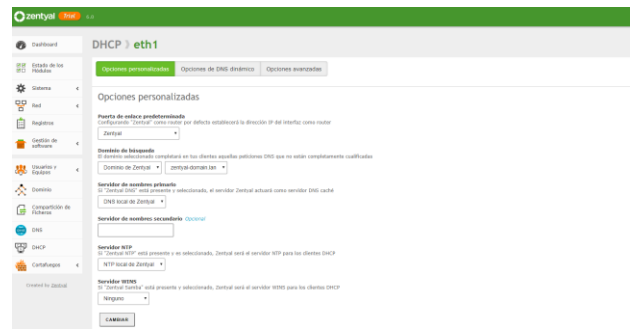 zentyal Trial 6.0
Dashboard
Estado de los
Módulos
Sistema
Red
Registros
Gestión de
software
Usuarios y
Equipos
Dominio
Compartición de
Ficheros
DNS
DHCP
Cortafuegos
Created by Zentyal
DHCP > eth1
Opciones personalizadas Opciones de DNS dinámico Opciones avanzadas
Opciones personalizadas
Puerta de enlace predeterminada
Configurando "Zentyal" como router por defecto establecerá la dirección IP del interfaz como router
Zentyal
Dominio de búsqueda
El dominio seleccionado completará en tus clientes aquellas peticiones DNS que no están completamente cualificadas
Dominio de Zentyal zentyal-domain.lan
Servidor de nombres primario
Si "Zentyal DNS" está presente y seleccionado, el servidor Zentyal actuará como servidor DNS caché
DNS local de Zentyal
Servidor de nombres secundario Opcional
Servidor NTP
Si "Zentyal NTP" está presente y es seleccionado, Zentyal será el servidor NTP para los clientes DHCP
NTP local de Zentyal
Servidor WINS
Si "Zentyal Samba" está presente y seleccionado, Zentyal será el servidor WINS para los clientes DHCP
Ninguno
CAMBIAR